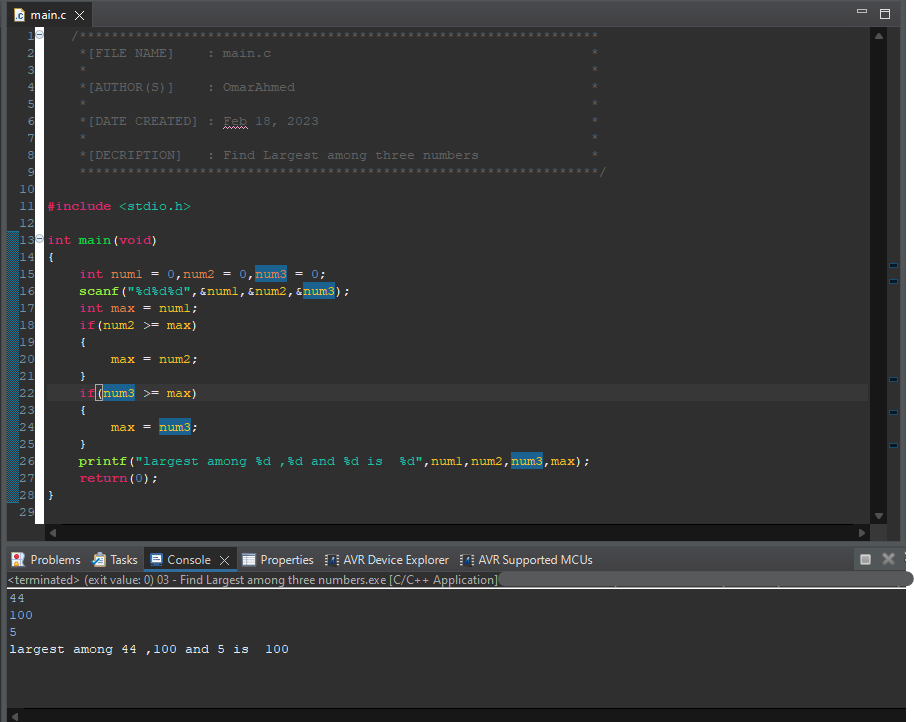 main.c
1 /*****************************************************************
2 *[FILE NAME] : main.c *
3 * *
4 *[AUTHOR(S)] : OmarAhmed *
5 * *
6 *[DATE CREATED] : Feb 18, 2023 *
7 * *
8 *[DECRIPTION] : Find Largest among three numbers *
9 *****************************************************************/
10
11 #include <stdio.h>
12
13 int main(void)
14 {
15 int num1 = 0,num2 = 0,num3 = 0;
16 scanf("%d%d%d",&num1,&num2,&num3);
17 int max = num1;
18 if(num2 >= max)
19 {
20 max = num2;
21 }
22 if(num3 >= max)
23 {
24 max = num3;
25 }
26 printf("largest among %d ,%d and %d is  %d",num1,num2,num3,max);
27 return(0);
28 }
29
Problems Tasks Console Properties AVR Device Explorer AVR Supported MCUs
<terminated> (exit value: 0) 03 - Find Largest among three numbers.exe [C/C++ Application]
44
100
5
largest among 44 ,100 and 5 is  100